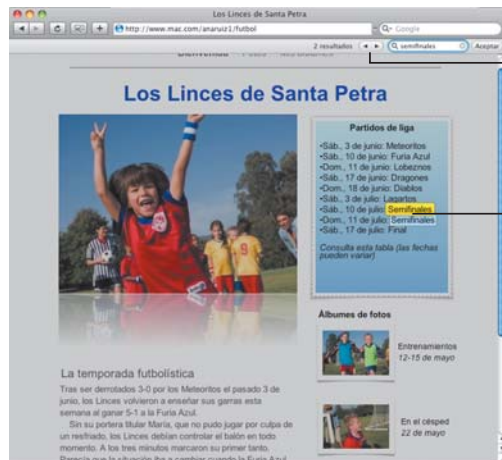 Los Linces de Santa Petra
http://www.mac.com/anaruiz1/futbol
Google
2 resultados
semifinales
Aceptar
Los Linces de Santa Petra
Partidos de liga
•Sáb., 3 de junio: Meteoritos
•Sáb., 10 de junio: Furia Azul
•Dom., 11 de junio: Lobeznos
•Sáb., 17 de junio: Dragones
•Dom., 18 de junio: Diablos
•Sáb., 3 de julio: Lagartos
•Sáb., 10 de julio: Semifinales
•Dom., 11 de julio: Semifinales
•Sáb., 17 de julio: Final
Consulta esta tabla (las fechas
pueden variar)
Álbumes de fotos
Entrenamientos
12-15 de mayo
En el césped
22 de mayo
La temporada futbolística
Tras ser derrotados 3-0 por los Meteoritos el pasado 3 de
junio, los Linces volvieron a enseñar sus garras esta
semana al ganar 5-1 a la Furia Azul.
Sin su portera titular María, que no pudo jugar por culpa de
un resfriado, los Linces debían controlar el balón en todo
momento. A los tres minutos marcaron su primer tanto.